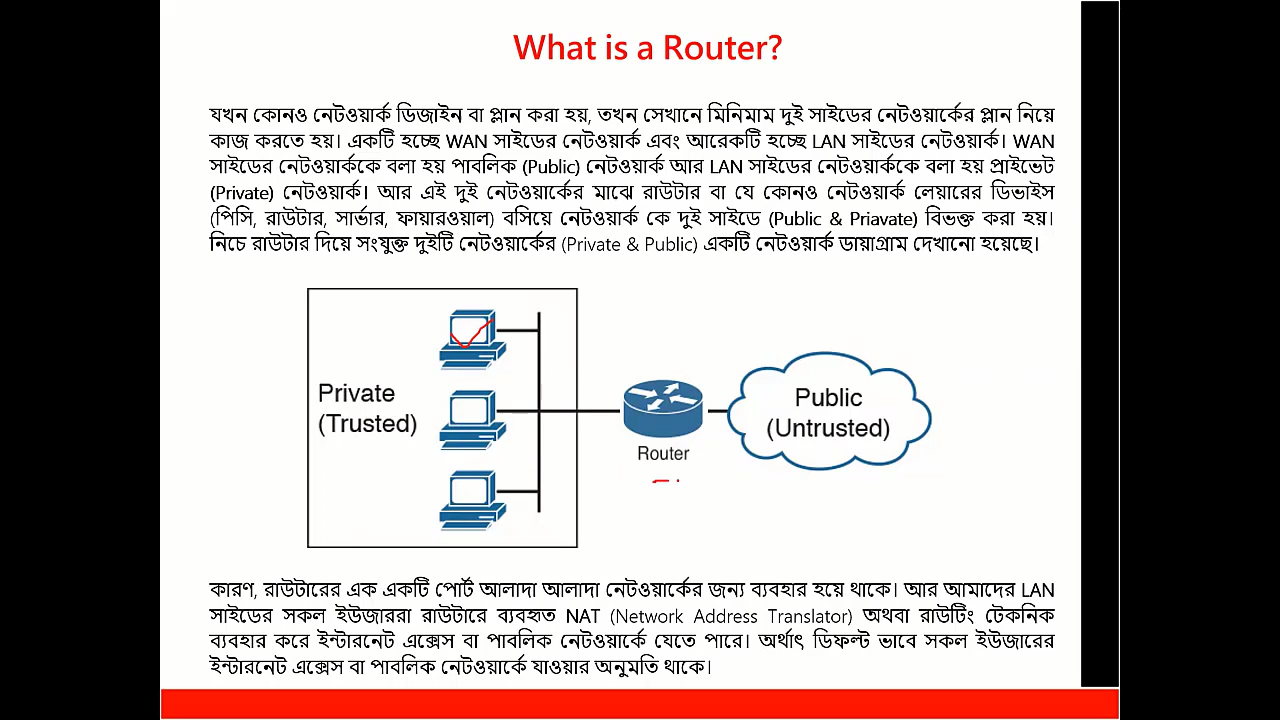 What is a Router?
যখন কোনও নেটওয়ার্ক ডিজাইন বা প্লান করা হয়, তখন সেখানে মিনিমাম দুই সাইডের নেটওয়ার্কের প্লান নিয়ে
কাজ করতে হয়। একটি হচ্ছে WAN সাইডের নেটওয়ার্ক এবং আরেকটি হচ্ছে LAN সাইডের নেটওয়ার্ক। WAN
সাইডের নেটওয়ার্ককে বলা হয় পাবলিক (Public) নেটওয়ার্ক আর LAN সাইডের নেটওয়ার্ককে বলা হয় প্রাইভেট
(Private) নেটওয়ার্ক। আর এই দুই নেটওয়ার্কের মাঝে রাউটার বা যে কোনও নেটওয়ার্ক লেয়ারের ডিভাইস
(পিসি, রাউটার, সার্ভার, ফায়ারওয়াল) বসিয়ে নেটওয়ার্ক কে দুই সাইডে (Public & Priavate) বিভক্ত করা হয়।
নিচে রাউটার দিয়ে সংযুক্ত দুইটি নেটওয়ার্কের (Private & Public) একটি নেটওয়ার্ক ডায়াগ্রাম দেখানো হয়েছে।
Private
(Trusted)
Router
Public
(Untrusted)
কারণ, রাউটারের এক একটি পোর্ট আলাদা আলাদা নেটওয়ার্কের জন্য ব্যবহার হয়ে থাকে। আর আমাদের LAN
সাইডের সকল ইউজাররা রাউটারে ব্যবহৃত NAT (Network Address Translator) অথবা রাউটিং টেকনিক
ব্যবহার করে ইন্টারনেট এক্সেস বা পাবলিক নেটওয়ার্কে যেতে পারে। অর্থাৎ ডিফল্ট ভাবে সকল ইউজারের
ইন্টারনেট এক্সেস বা পাবলিক নেটওয়ার্কে যাওয়ার অনুমতি থাকে।